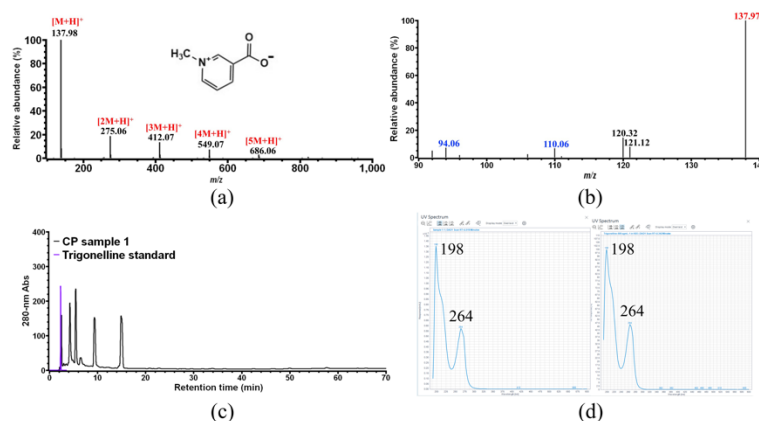 [M+H]⁺
137.98
CH₃
N⁺
O
O⁻
[2M+H]⁺
275.06
[3M+H]⁺
412.07
[4M+H]⁺
549.07
[5M+H]⁺
686.06
Relative abundance (%)
100
80
60
40
20
0
200
400
600
800
1,000
m/z
(a)
137.97
Relative abundance (%)
100
80
60
40
20
0
94.06
110.06
120.32
121.12
90
100
110
120
130
m/z
(b)
CP sample 1
Trigonelline standard
280-nm Abs
400
300
200
100
0
0
10
20
30
40
50
60
70
Retention time (min)
(c)
UV Spectrum
198
264
UV Spectrum
198
264
(d)